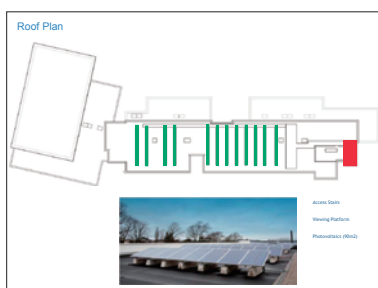 Roof Plan
Access Stairs
Viewing Platform
Photovoltaics (90m2)